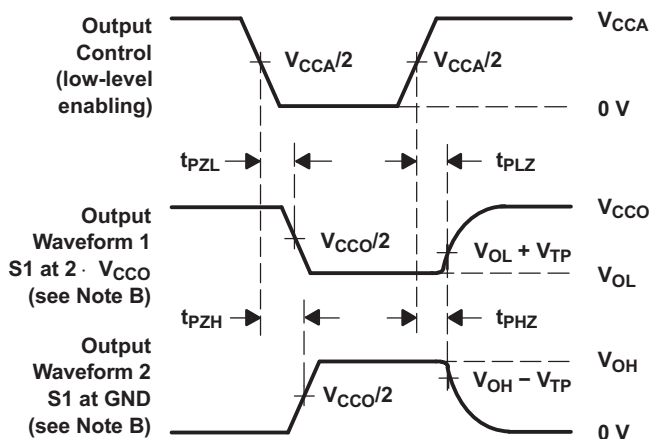 Output
Control
(low-level
enabling)
VCCA/2
VCCA/2
VCCA
0 V
tPZL
tPLZ
Output
Waveform 1
S1 at 2 · VCCO
(see Note B)
VCCO/2
VCCO
VOL + VTP
VOL
tPZH
tPHZ
Output
Waveform 2
S1 at GND
(see Note B)
VCCO/2
VOH
VOH − VTP
0 V